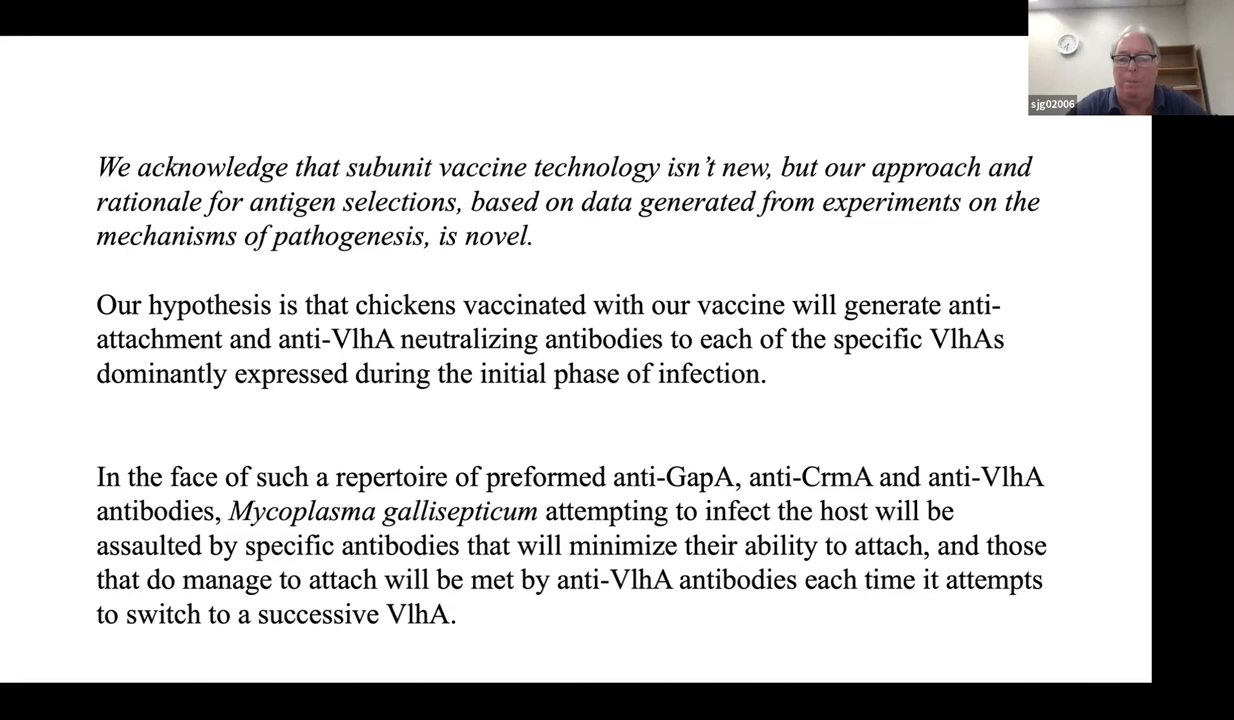 sjg02006
We acknowledge that subunit vaccine technology isn’t new, but our approach and
rationale for antigen selections, based on data generated from experiments on the
mechanisms of pathogenesis, is novel.
Our hypothesis is that chickens vaccinated with our vaccine will generate anti-
attachment and anti-VlhA neutralizing antibodies to each of the specific VlhAs
dominantly expressed during the initial phase of infection.
In the face of such a repertoire of preformed anti-GapA, anti-CrmA and anti-VlhA
antibodies, Mycoplasma gallisepticum attempting to infect the host will be
assaulted by specific antibodies that will minimize their ability to attach, and those
that do manage to attach will be met by anti-VlhA antibodies each time it attempts
to switch to a successive VlhA.